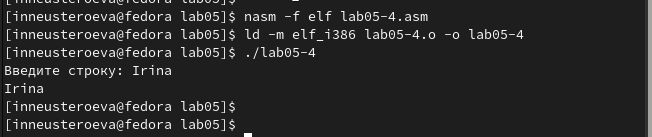 [inneusteroeva@fedora lab05]$ nasm -f elf lab05-4.asm
[inneusteroeva@fedora lab05]$ ld -m elf_i386 lab05-4.o -o lab05-4
[inneusteroeva@fedora lab05]$ ./lab05-4
Введите строку: Irina
Irina
[inneusteroeva@fedora lab05]$
[inneusteroeva@fedora lab05]$